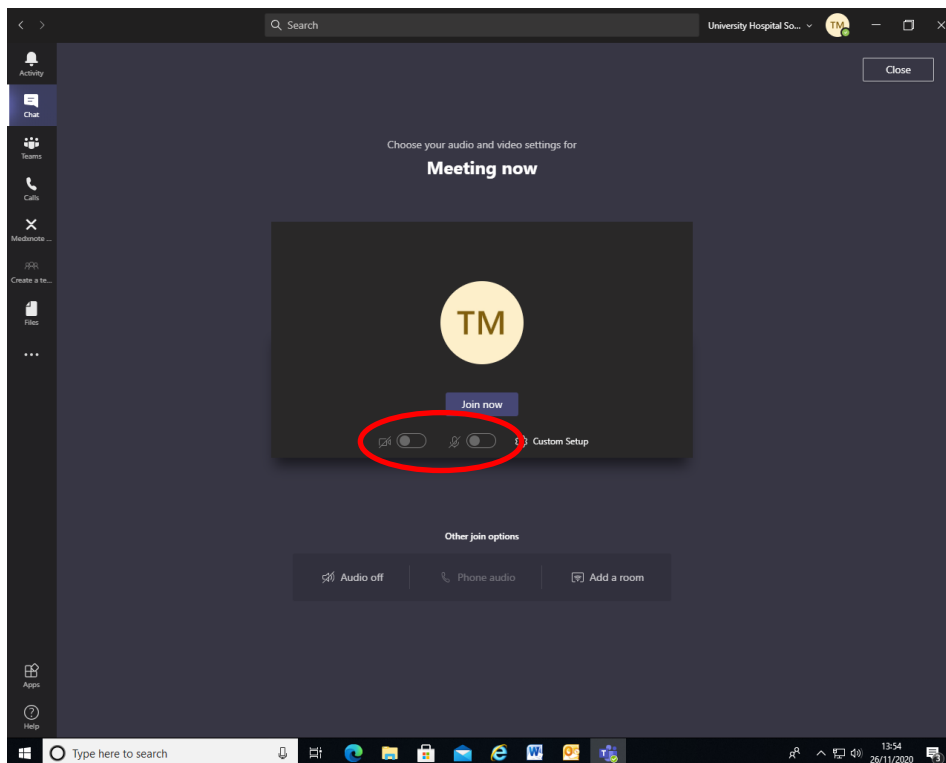 Search
University Hospital So...
TM
Activity
Close
Chat
Choose your audio and video settings for
Meeting now
Teams
Calls
Medxnote ...
Create a te...
Files
TM
Join now
Custom Setup
Other join options
Audio off
Phone audio
Add a room
Apps
Help
Type here to search
13:54
26/11/2020
3